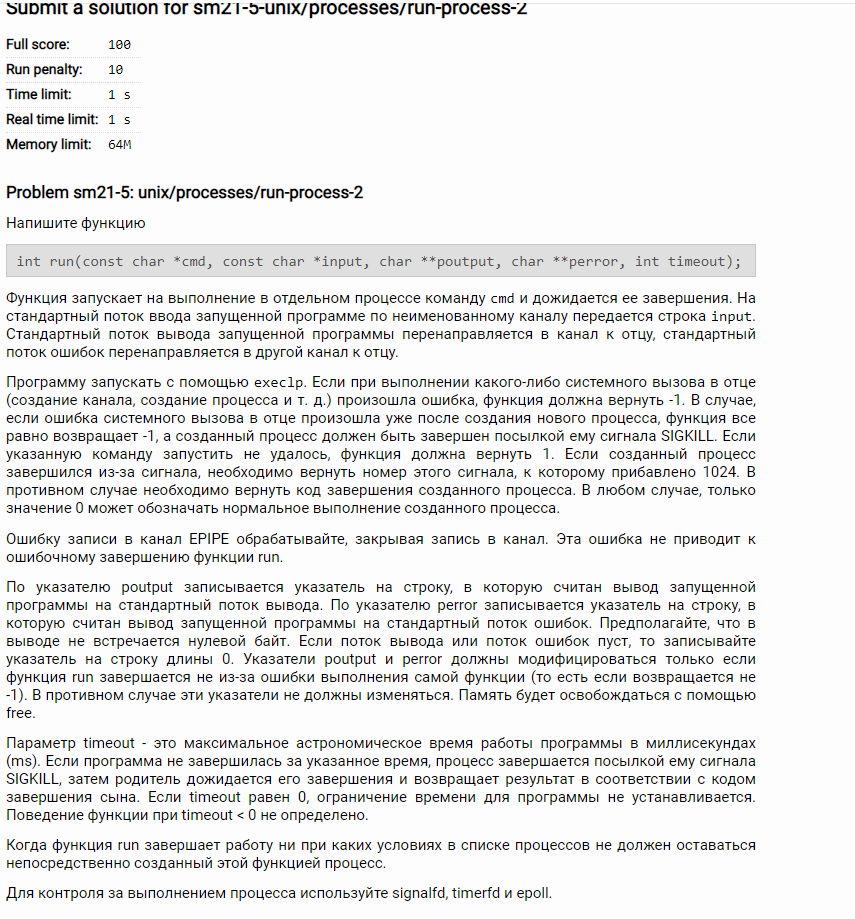 Submit a solution for sm21-5-unix/processes/run-process-2
Full score: 100
Run penalty: 10
Time limit: 1 s
Real time limit: 1 s
Memory limit: 64M
Problem sm21-5: unix/processes/run-process-2
Напишите функцию
int run(const char *cmd, const char *input, char **poutput, char **perror, int timeout);
Функция запускает на выполнение в отдельном процессе команду cmd и дожидается ее завершения. На
стандартный поток ввода запущенной программе по неименованному каналу передается строка input.
Стандартный поток вывода запущенной программы перенаправляется в канал к отцу, стандартный
поток ошибок перенаправляется в другой канал к отцу.
Программу запускать с помощью execlp. Если при выполнении какого-либо системного вызова в отце
(создание канала, создание процесса и т. д.) произошла ошибка, функция должна вернуть -1. В случае,
если ошибка системного вызова в отце произошла уже после создания нового процесса, функция все
равно возвращает -1, а созданный процесс должен быть завершен посылкой ему сигнала SIGKILL. Если
указанную команду запустить не удалось, функция должна вернуть 1. Если созданный процесс
завершился из-за сигнала, необходимо вернуть номер этого сигнала, к которому прибавлено 1024. В
противном случае необходимо вернуть код завершения созданного процесса. В любом случае, только
значение 0 может обозначать нормальное выполнение созданного процесса.
Ошибку записи в канал EPIPE обрабатывайте, закрывая запись в канал. Эта ошибка не приводит к
ошибочному завершению функции run.
По указателю poutput записывается указатель на строку, в которую считан вывод запущенной
программы на стандартный поток вывода. По указателю perror записывается указатель на строку, в
которую считан вывод запущенной программы на стандартный поток ошибок. Предполагайте, что в
выводе не встречается нулевой байт. Если поток вывода или поток ошибок пуст, то записывайте
указатель на строку длины 0. Указатели poutput и perror должны модифицироваться только если
функция run завершается не из-за ошибки выполнения самой функции (то есть если возвращается не
-1). В противном случае эти указатели не должны изменяться. Память будет освобождаться с помощью
free.
Параметр timeout - это максимальное астрономическое время работы программы в миллисекундах
(ms). Если программа не завершилась за указанное время, процесс завершается посылкой ему сигнала
SIGKILL, затем родитель дожидается его завершения и возвращает результат в соответствии с кодом
завершения сына. Если timeout равен 0, ограничение времени для программы не устанавливается.
Поведение функции при timeout < 0 не определено.
Когда функция run завершает работу ни при каких условиях в списке процессов не должен оставаться
непосредственно созданный этой функцией процесс.
Для контроля за выполнением процесса используйте signalfd, timerfd и epoll.